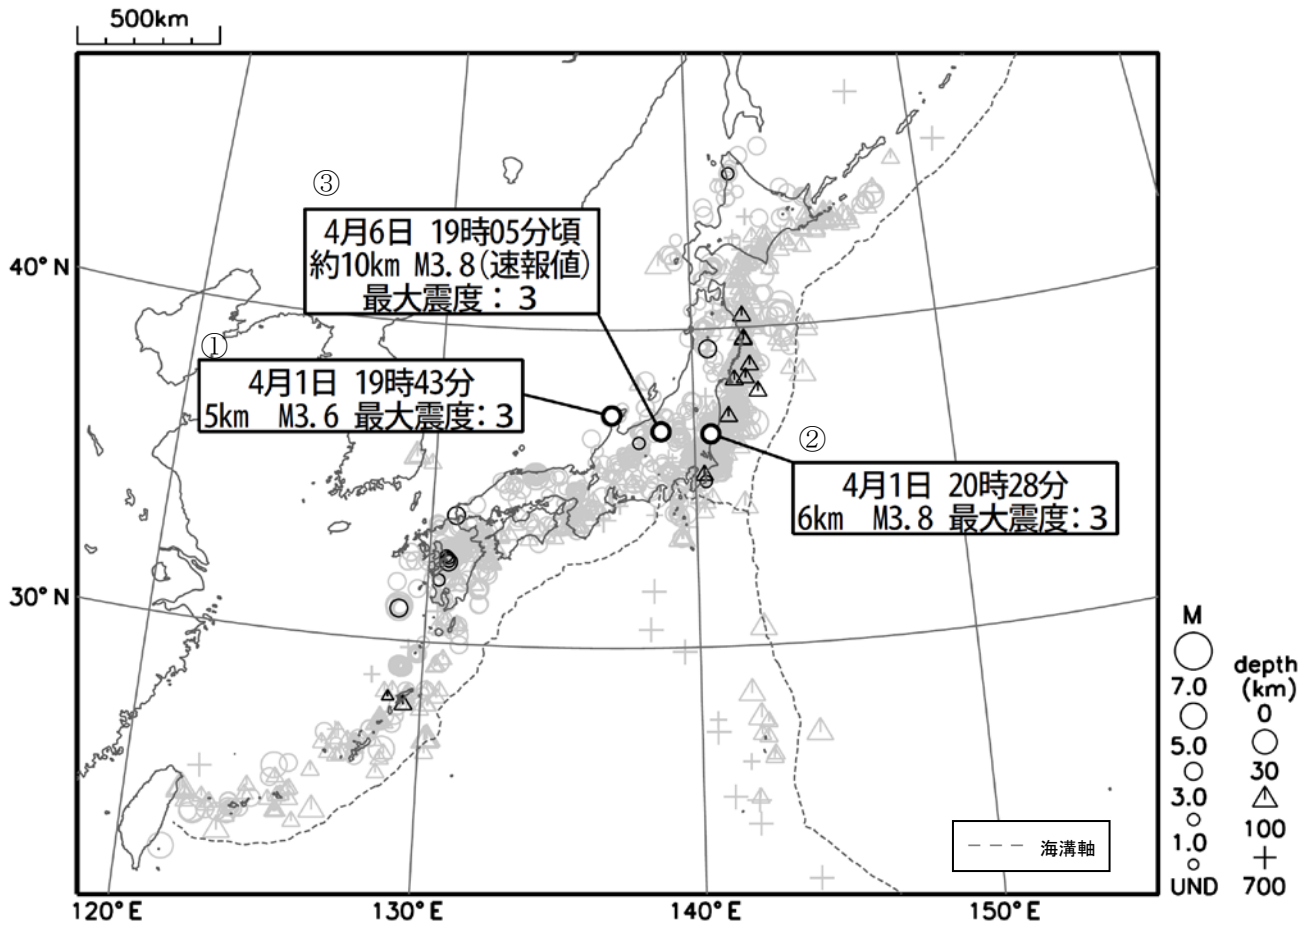 500km
③
4月6日 19時05分頃
約10km M3.8(速報値)
最大震度：3
40°N
①
4月1日 19時43分
5km M3.6 最大震度：3
②
4月1日 20時28分
6km M3.8 最大震度：3
30°N
M
7.0
5.0
3.0
1.0
UND
depth
(km)
0
30
100
700
海溝軸
120°E
130°E
140°E
150°E